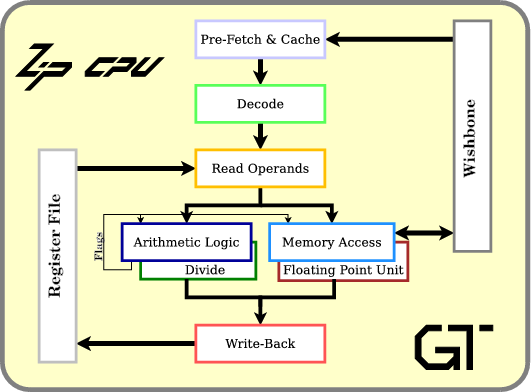 Zip CPU
Pre-Fetch & Cache
Decode
Read Operands
Wishbone
Register File
Flags
Arithmetic Logic
Divide
Memory Access
Floating Point Unit
Write-Back
GT